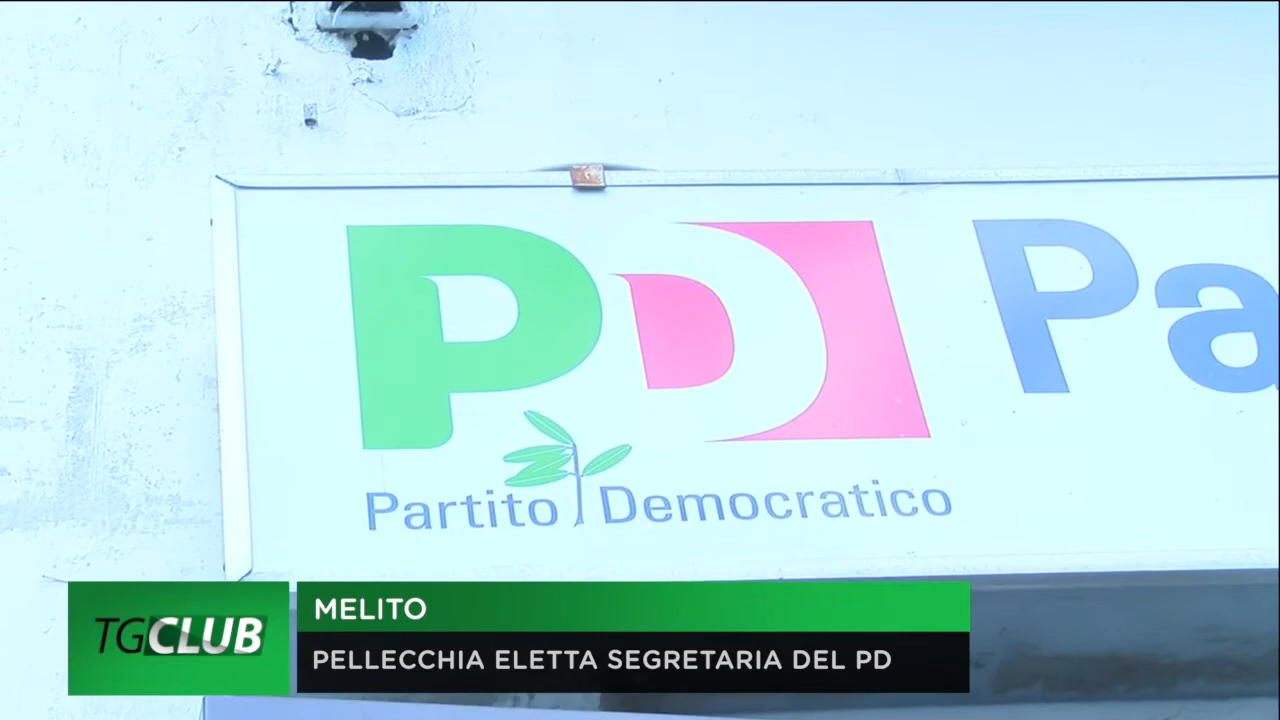 PD
Pa
Partito Democratico
TGCLUB
MELITO
PELLECCHIA ELETTA SEGRETARIA DEL PD